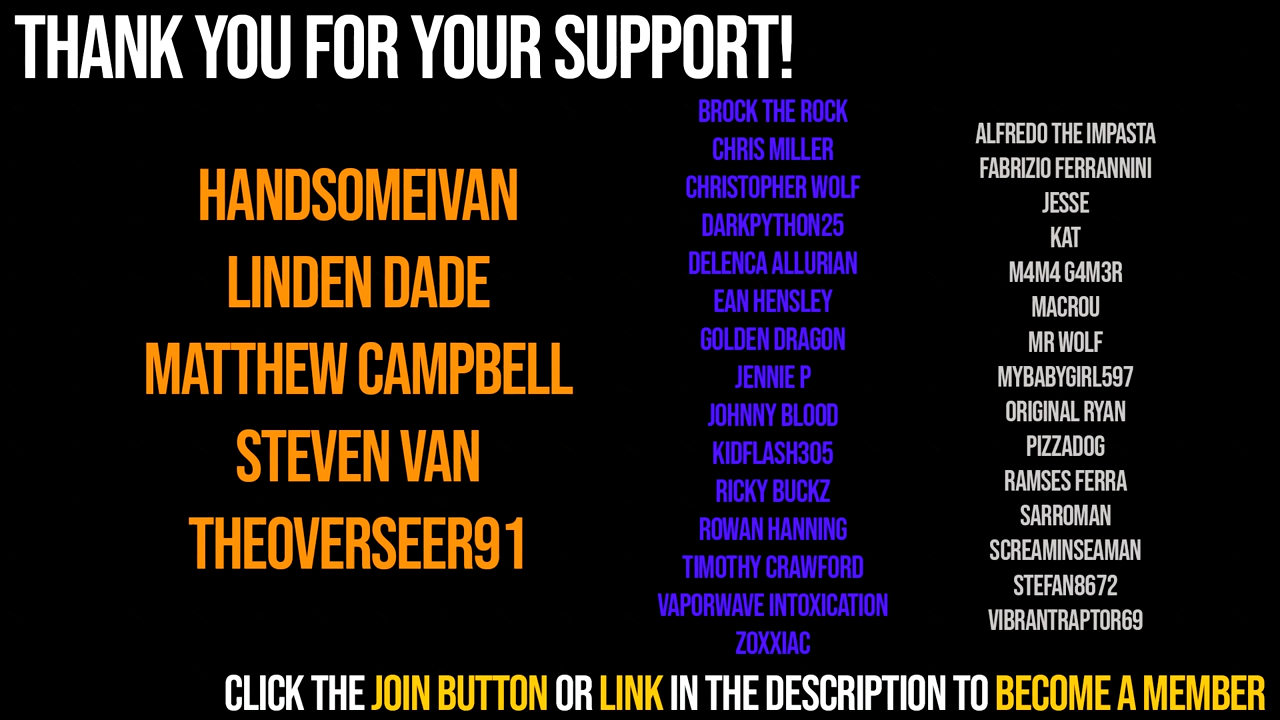 THANK YOU FOR YOUR SUPPORT!
HANDSOMEIVAN
LINDEN DADE
MATTHEW CAMPBELL
STEVEN VAN
THEOVERSEER91
BROCK THE ROCK
CHRIS MILLER
CHRISTOPHER WOLF
DARKPYTHON25
DELENCA ALLURIAN
EAN HENSLEY
GOLDEN DRAGON
JENNIE P
JOHNNY BLOOD
KIDFLASH305
RICKY BUCKZ
ROWAN HANNING
TIMOTHY CRAWFORD
VAPORWAVE INTOXICATION
ZOXXIAC
ALFREDO THE IMPASTA
FABRIZIO FERRANNINI
JESSE
KAT
M4M4 G4M3R
MACROU
MR WOLF
MYBABYGIRL597
ORIGINAL RYAN
PIZZADOG
RAMSES FERRA
SARROMAN
SCREAMINSEAMAN
STEFAN8672
VIBRANTRAPTOR69
CLICK THE JOIN BUTTON OR LINK IN THE DESCRIPTION TO BECOME A MEMBER